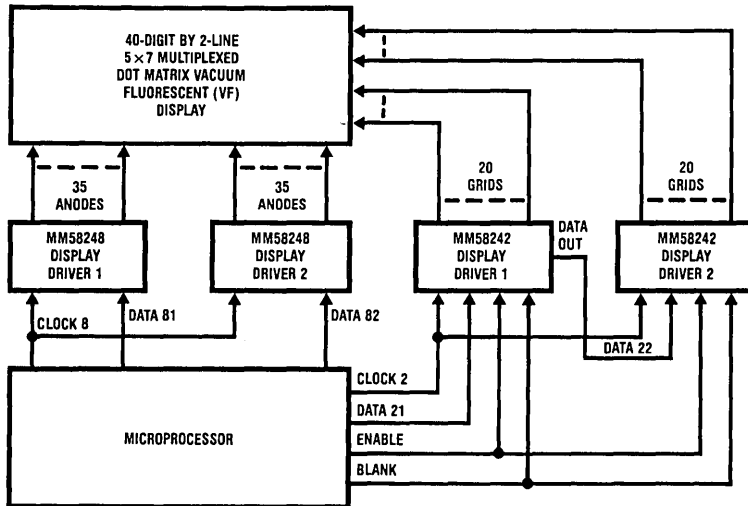 40-DIGIT BY 2-LINE
5 × 7 MULTIPLEXED
DOT MATRIX VACUUM
FLUORESCENT (VF)
DISPLAY
35
ANODES
35
ANODES
20
GRIDS
20
GRIDS
MM58248
DISPLAY
DRIVER 1
MM58248
DISPLAY
DRIVER 2
MM58242
DISPLAY
DRIVER 1
DATA
OUT
MM58242
DISPLAY
DRIVER 2
CLOCK 8
DATA 81
DATA 82
DATA 22
MICROPROCESSOR
CLOCK 2
DATA 21
ENABLE
BLANK